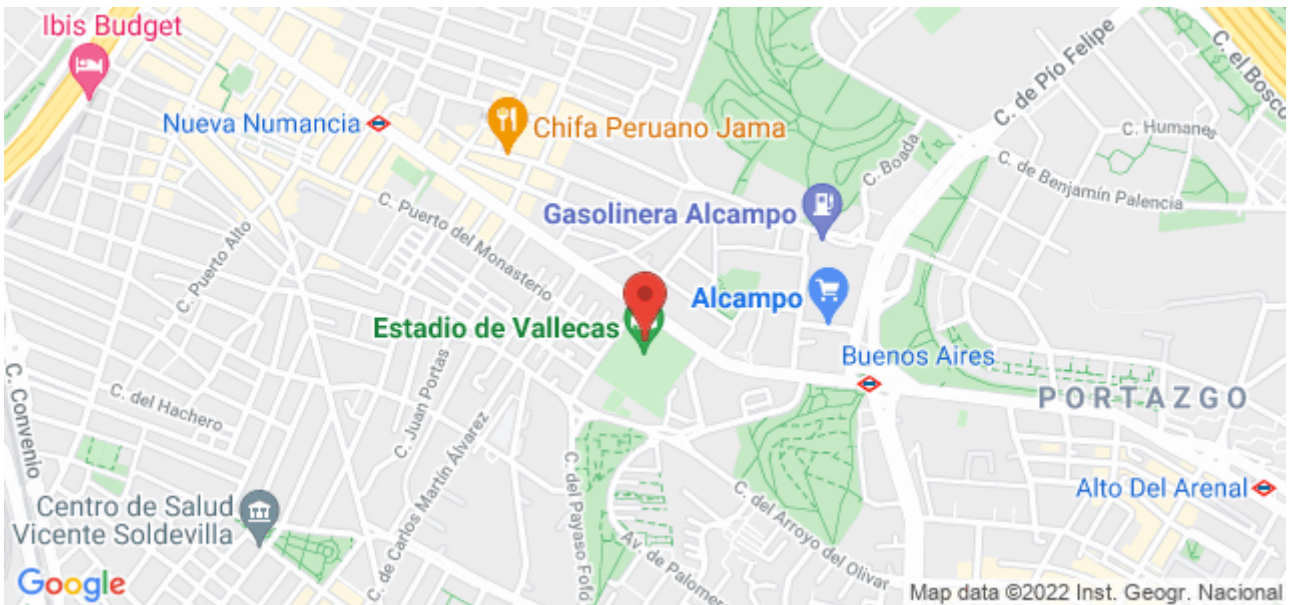 Ibis Budget
C. de Pío Felipe
C. el Bosco
Nueva Numancia
Chifa Peruano Jama
C. Humanes
C. Boada
C. de Benjamín Palencia
Gasolinera Alcampo
C. Puerto del Monasterio
C. Puerto Alto
Alcampo
Estadio de Vallecas
Buenos Aires
PORTAZGO
C. Convenio
C. del Hachero
C. Juan Portas
C. de Carlos Martín Álvarez
C. del Payaso Fofó
C. del Arroyo del Olivar
Alto Del Arenal
Centro de Salud
Vicente Soldevilla
Av. de Palomer
Google
Map data ©2022 Inst. Geogr. Nacional